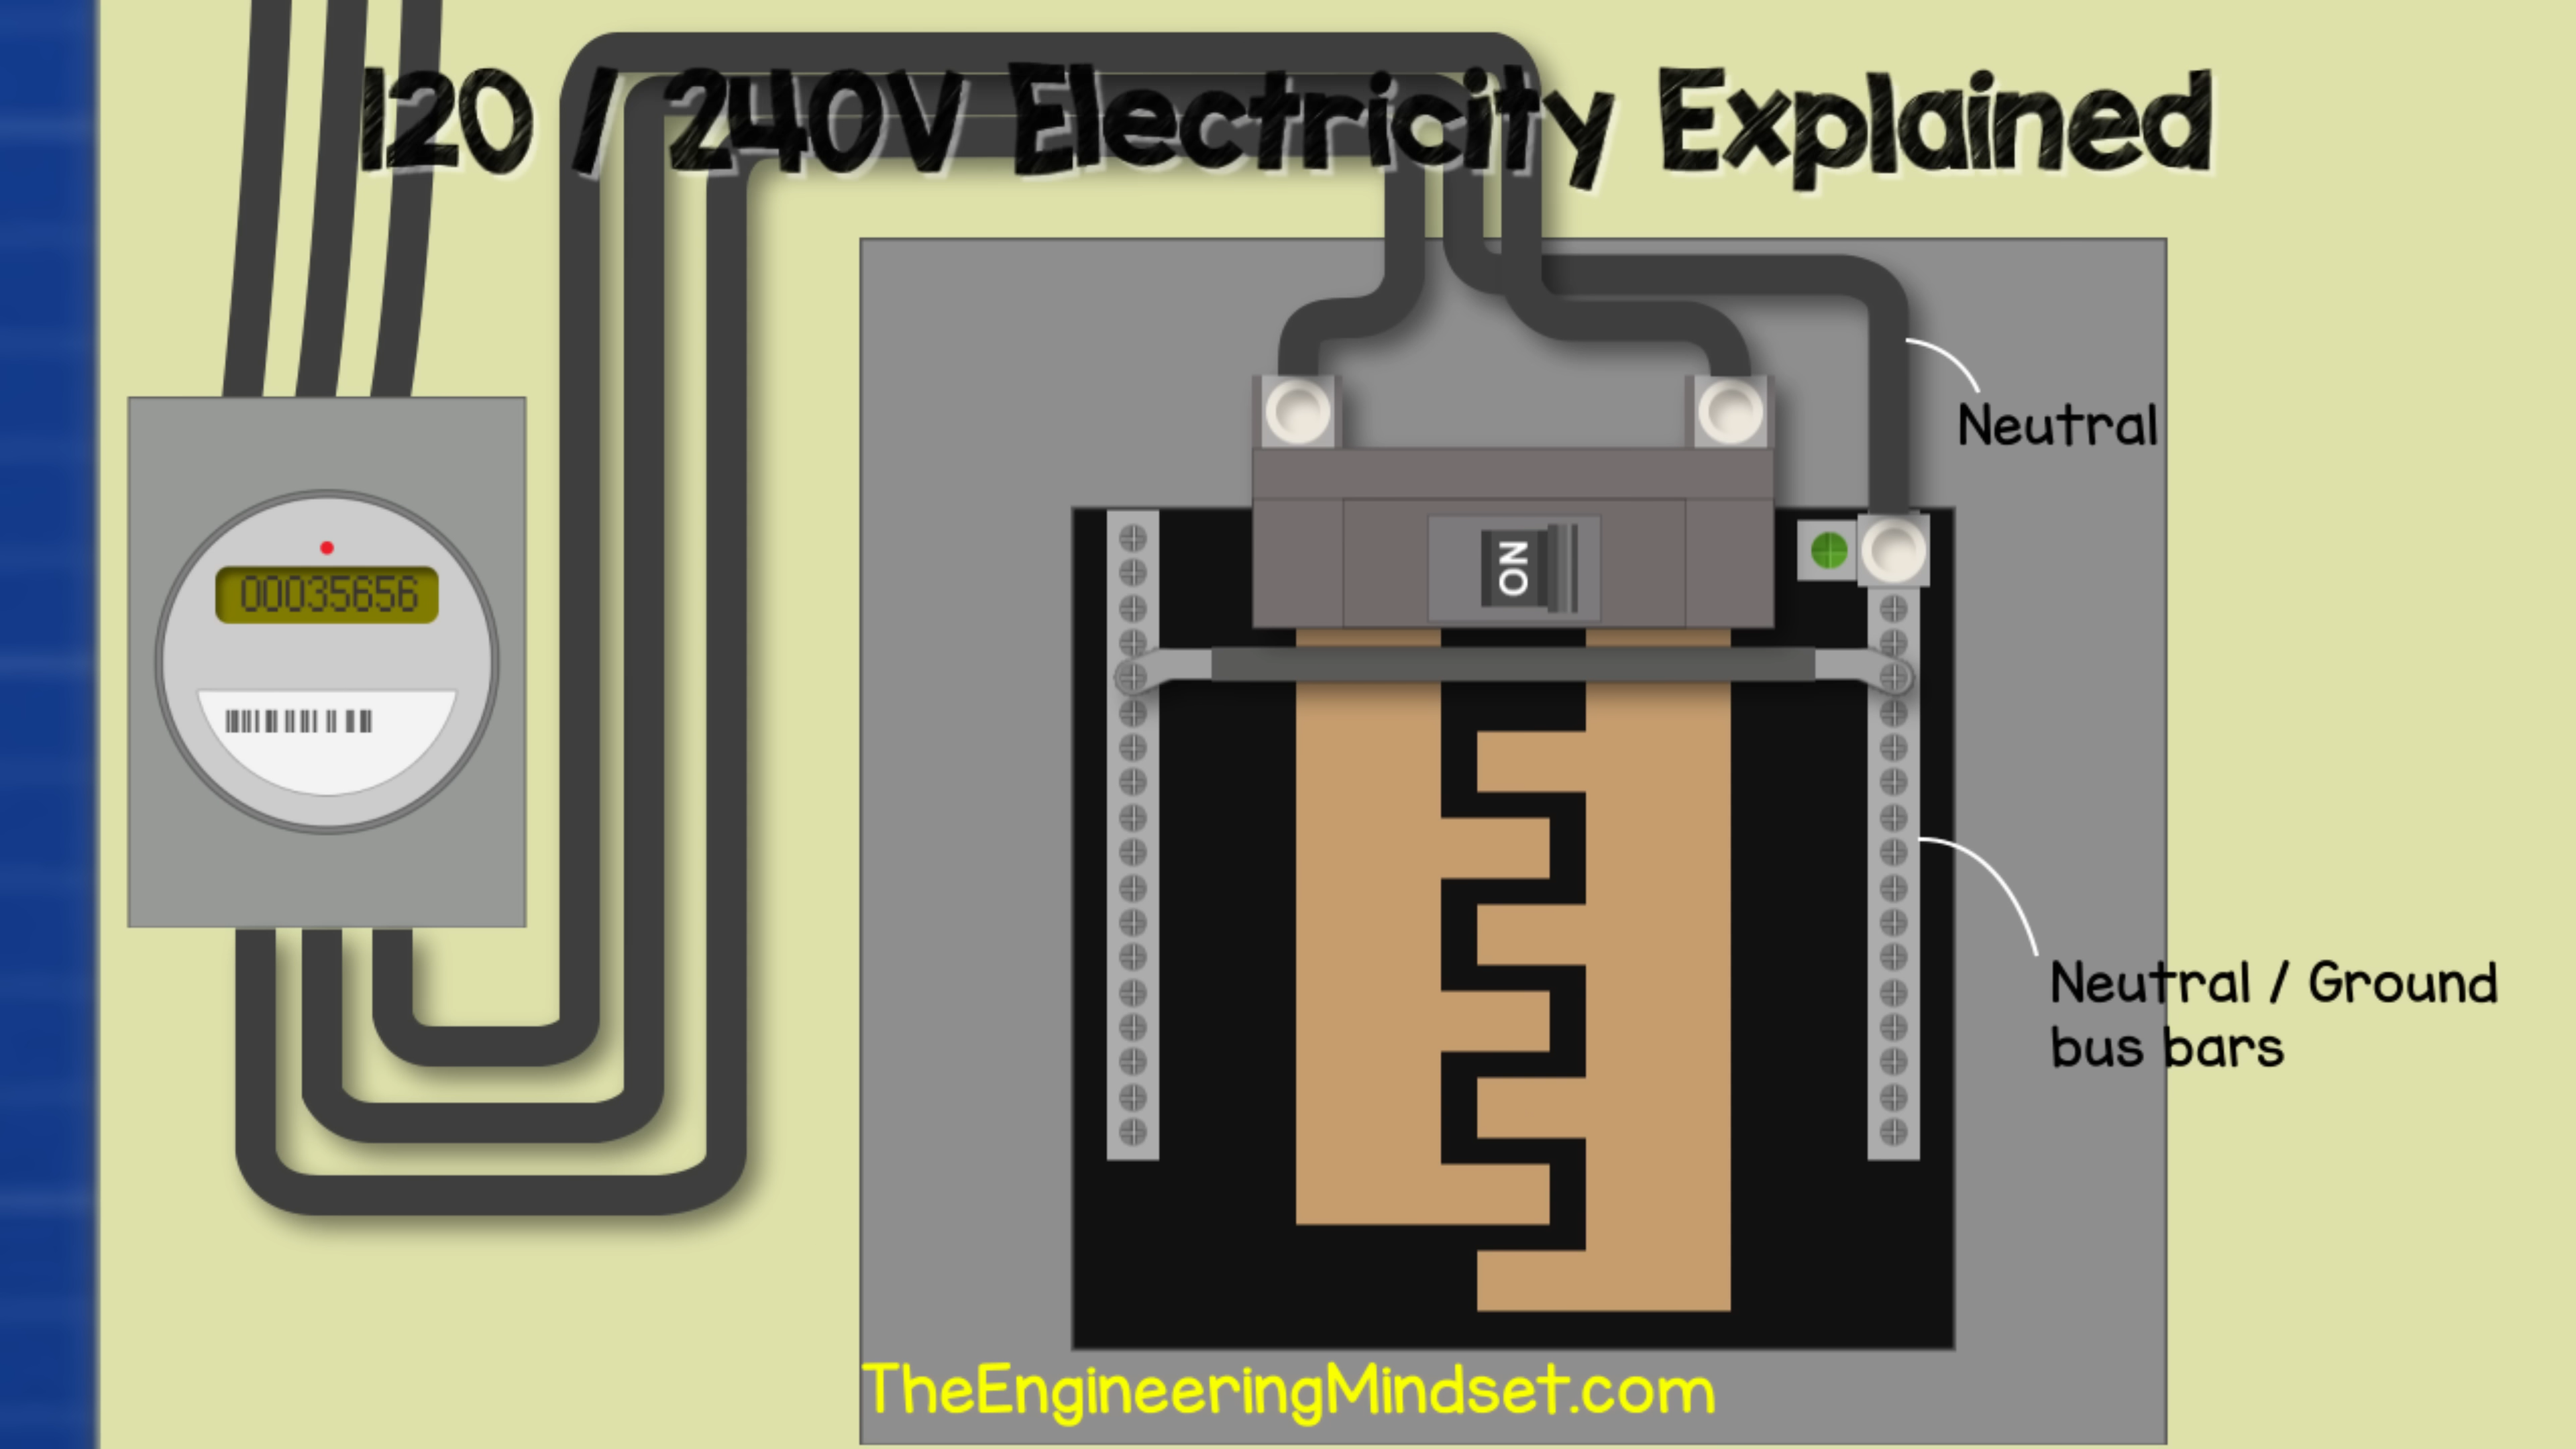 120 / 240V Electricity Explained
Neutral
ON
00035656
Neutral / Ground
bus bars
TheEngineeringMindset.com